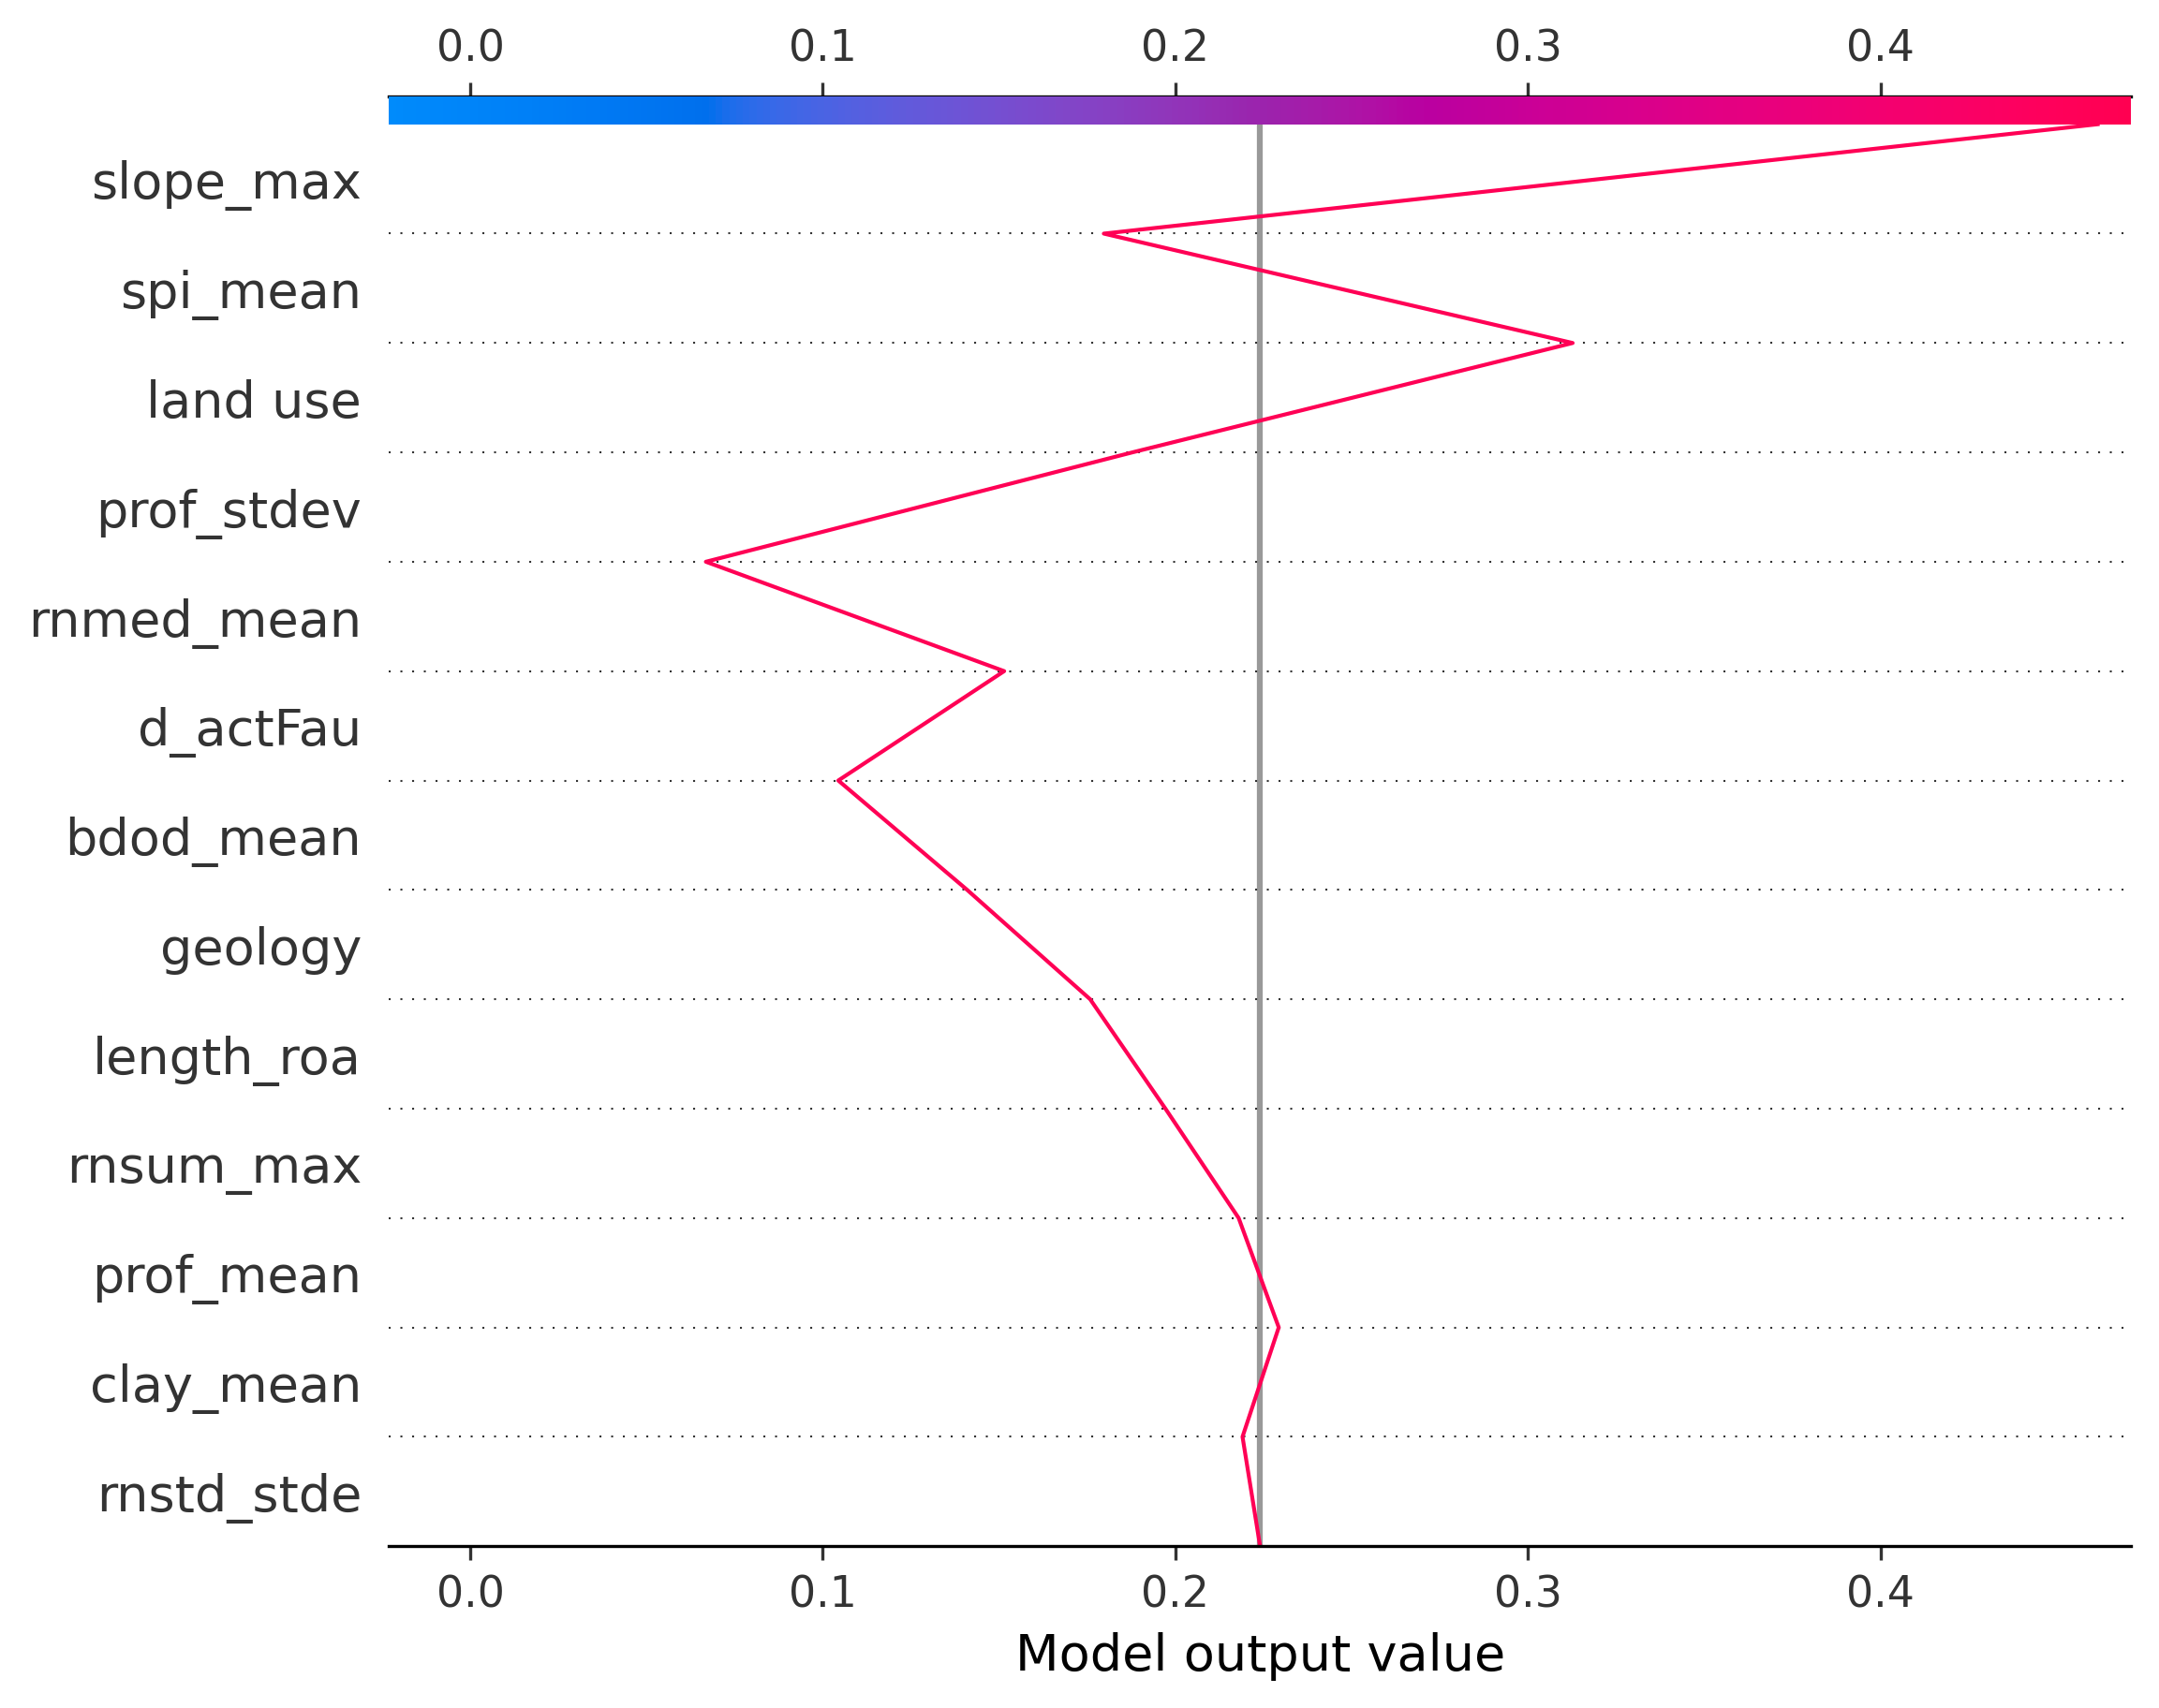 0.0 0.1 0.2 0.3 0.4
slope_max
spi_mean
land use
prof_stdev
rnmed_mean
d_actFau
bdod_mean
geology
length_roa
rnsum_max
prof_mean
clay_mean
rnstd_stde
0.0 0.1 0.2 0.3 0.4
Model output value